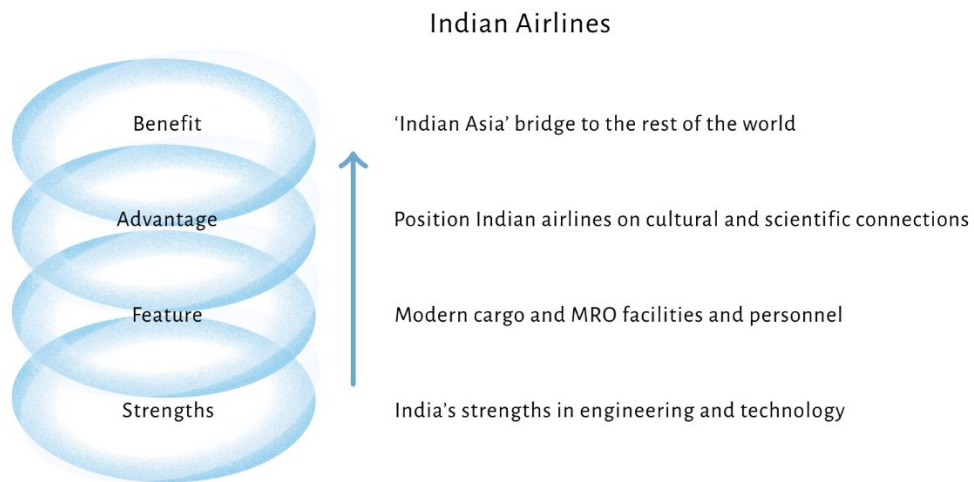 Indian Airlines
Benefit
‘Indian Asia’ bridge to the rest of the world
Advantage
Position Indian airlines on cultural and scientific connections
Feature
Modern cargo and MRO facilities and personnel
Strengths
India’s strengths in engineering and technology